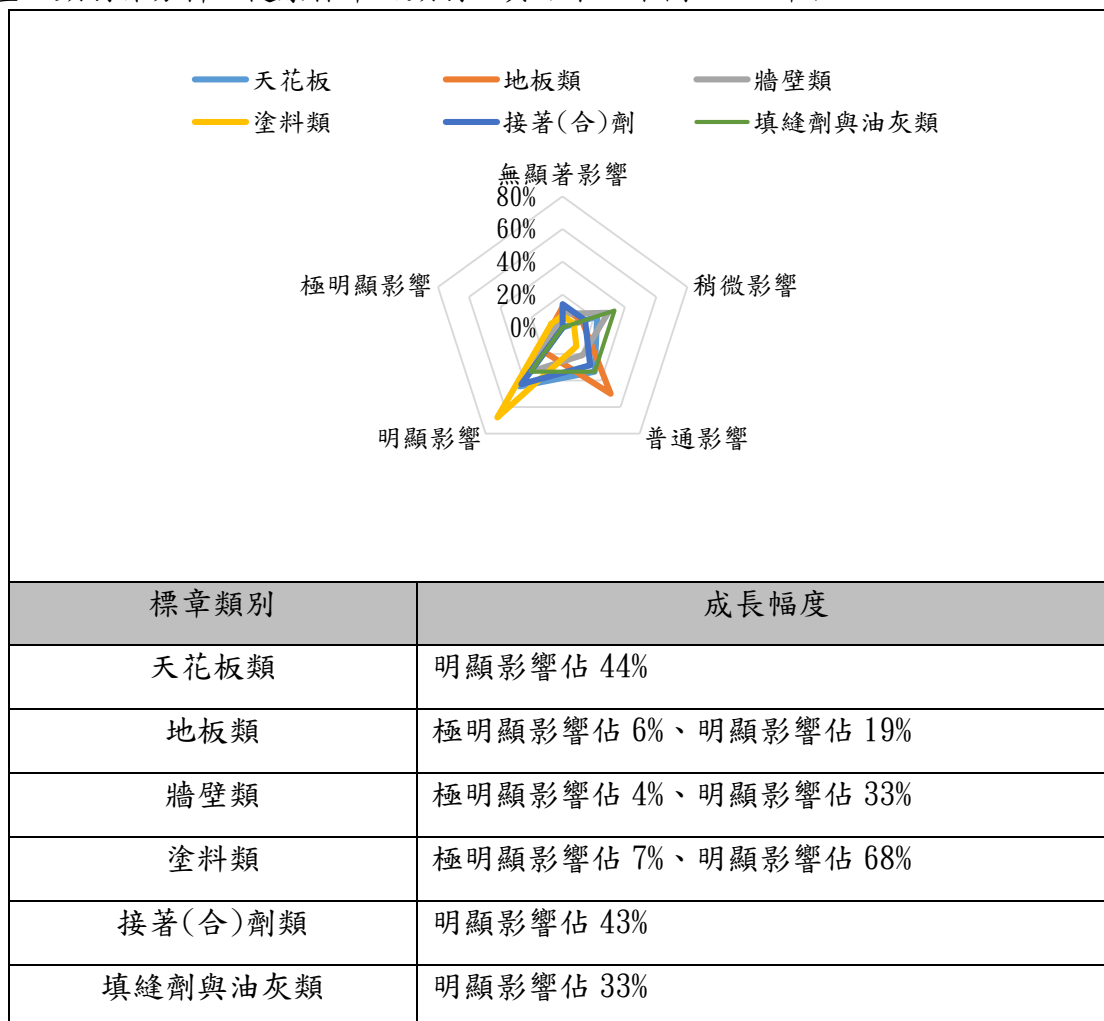 天花板 地板類 牆壁類
塗料類 接著(合)劑 填縫劑與油灰類
無顯著影響
80%
60%
40%
20%
0%
極明顯影響 稍微影響
明顯影響 普通影響
標章類別 成長幅度
天花板類 明顯影響佔 44%
地板類 極明顯影響佔 6%、明顯影響佔 19%
牆壁類 極明顯影響佔 4%、明顯影響佔 33%
塗料類 極明顯影響佔 7%、明顯影響佔 68%
接著(合)劑類 明顯影響佔 43%
填縫劑與油灰類 明顯影響佔 33%